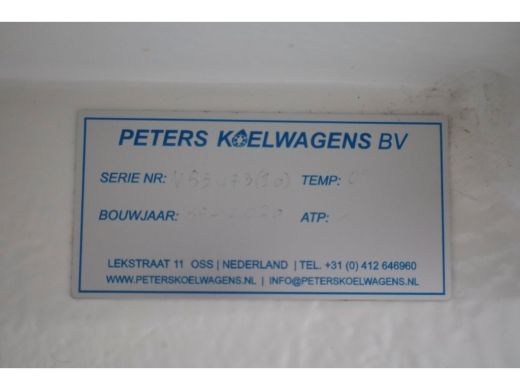 PETERS KOELWAGENS BV
SERIE NR: TEMP:
BOUWJAAR: 2020 ATP:
LEKSTRAAT 11 OSS | NEDERLAND | TEL. +31 (0) 412 646960
WWW.PETERSKOELWAGENS.NL | INFO@PETERSKOELWAGENS.NL